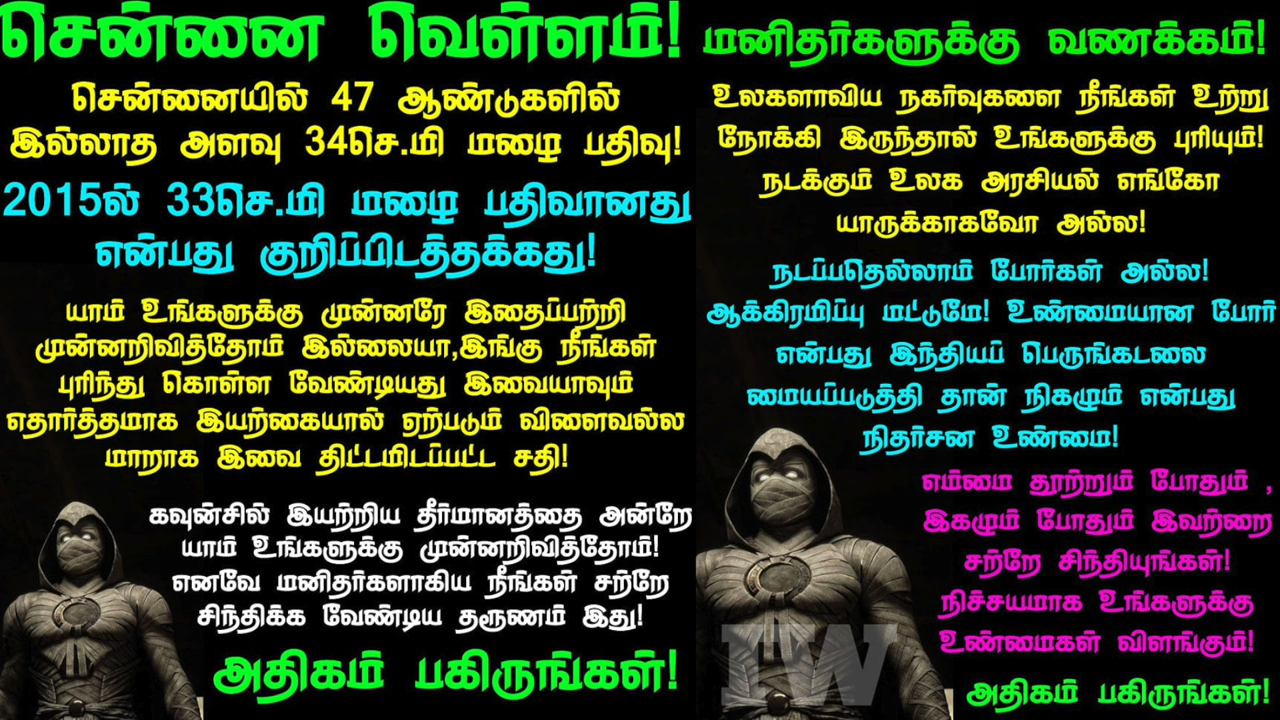 சென்னை வெள்ளம்!
சென்னையில் 47 ஆண்டுகளில்
இல்லாத அளவு 34செ.மி மழை பதிவு!
2015ல் 33செ.மி மழை பதிவானது
என்பது குறிப்பிடத்தக்கது!
யாம் உங்களுக்கு முன்னரே இதைப்பற்றி
முன்னறிவித்தோம் இல்லையா,இங்கு நீங்கள்
புரிந்து கொள்ள வேண்டியது இவையாவும்
எதார்த்தமாக இயற்கையால் ஏற்படும் விளைவல்ல
மாறாக இவை திட்டமிடப்பட்ட சதி!
கவுன்சில் இயற்றிய தீர்மானத்தை அன்றே
யாம் உங்களுக்கு முன்னறிவித்தோம்!
எனவே மனிதர்களாகிய நீங்கள் சற்றே
சிந்திக்க வேண்டிய தருணம் இது!
அதிகம் பகிருங்கள்!
மனிதர்களுக்கு வணக்கம்!
உலகளாவிய நகர்வுகளை நீங்கள் உற்று
நோக்கி இருந்தால் உங்களுக்கு புரியும்!
நடக்கும் உலக அரசியல் எங்கோ
யாருக்காகவோ அல்ல!
நடப்பதெல்லாம் போர்கள் அல்ல!
ஆக்கிரமிப்பு மட்டுமே! உண்மையான போர்
என்பது இந்தியப் பெருங்கடலை
மையப்படுத்தி தான் நிகழும் என்பது
நிதர்சன உண்மை!
எம்மை தூற்றும் போதும் ,
இகழும் போதும் இவற்றை
சற்றே சிந்தியுங்கள்!
நிச்சயமாக உங்களுக்கு
உண்மைகள் விளங்கும்!
அதிகம் பகிருங்கள்!
IW